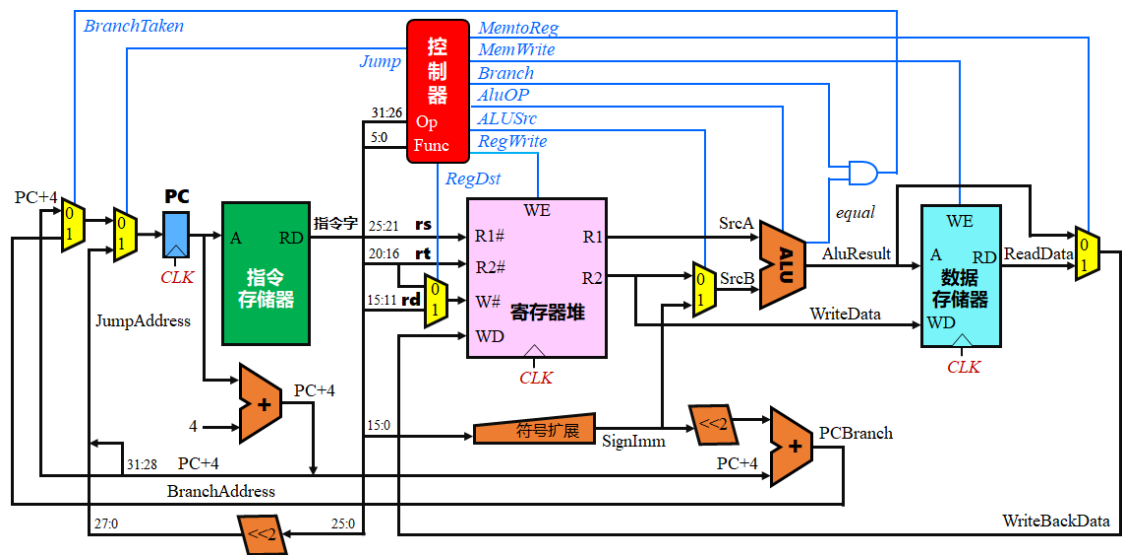 BranchTaken
Jump
控制器
Op
Func
MemtoReg
MemWrite
Branch
AluOP
ALUSrc
RegWrite
RegDst
31:26
5:0
PC+4
0
1
0
1
PC
CLK
A
RD
指令
存储器
指令字
25:21
rs
20:16
rt
15:11
rd
0
1
WE
R1#
R2#
W#
WD
R1
R2
寄存器堆
CLK
SrcA
0
1
SrcB
ALU
equal
AluResult
WriteData
WE
A
RD
数据
存储器
WD
CLK
ReadData
0
1
JumpAddress
4
+
PC+4
15:0
符号扩展
SignImm
<<2
+
PCBranch
31:28
PC+4
PC+4
BranchAddress
27:0
<<2
25:0
WriteBackData